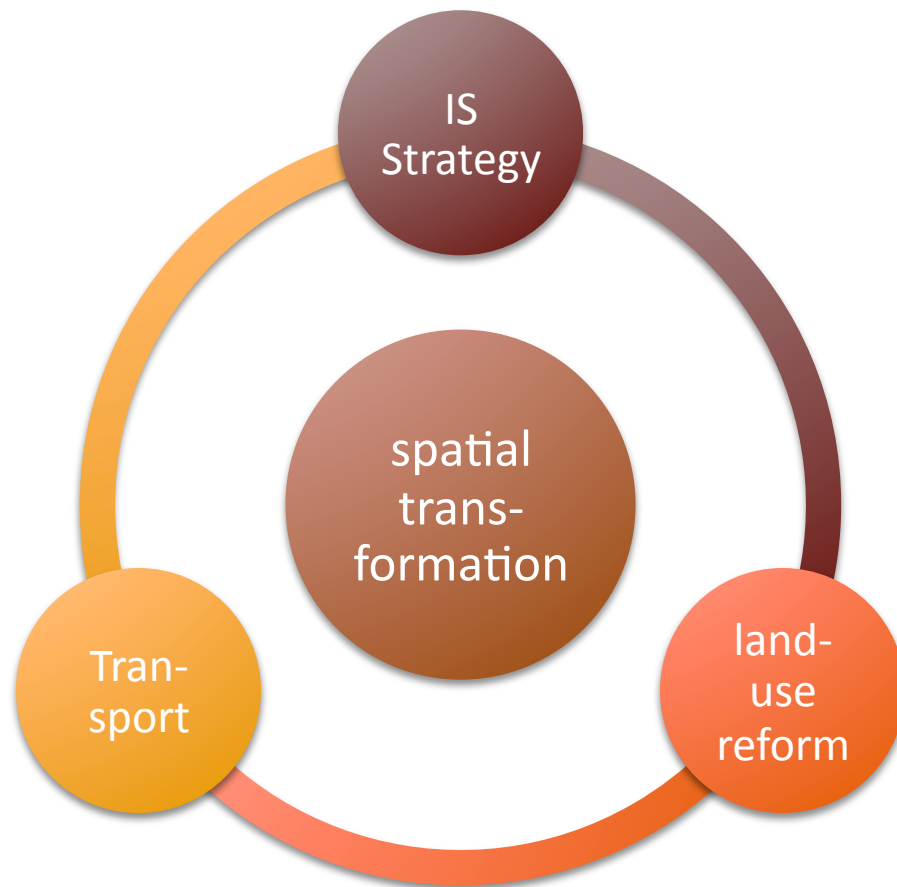 IS
Strategy
spatial
trans-
formation
Tran-
sport
land-
use
reform